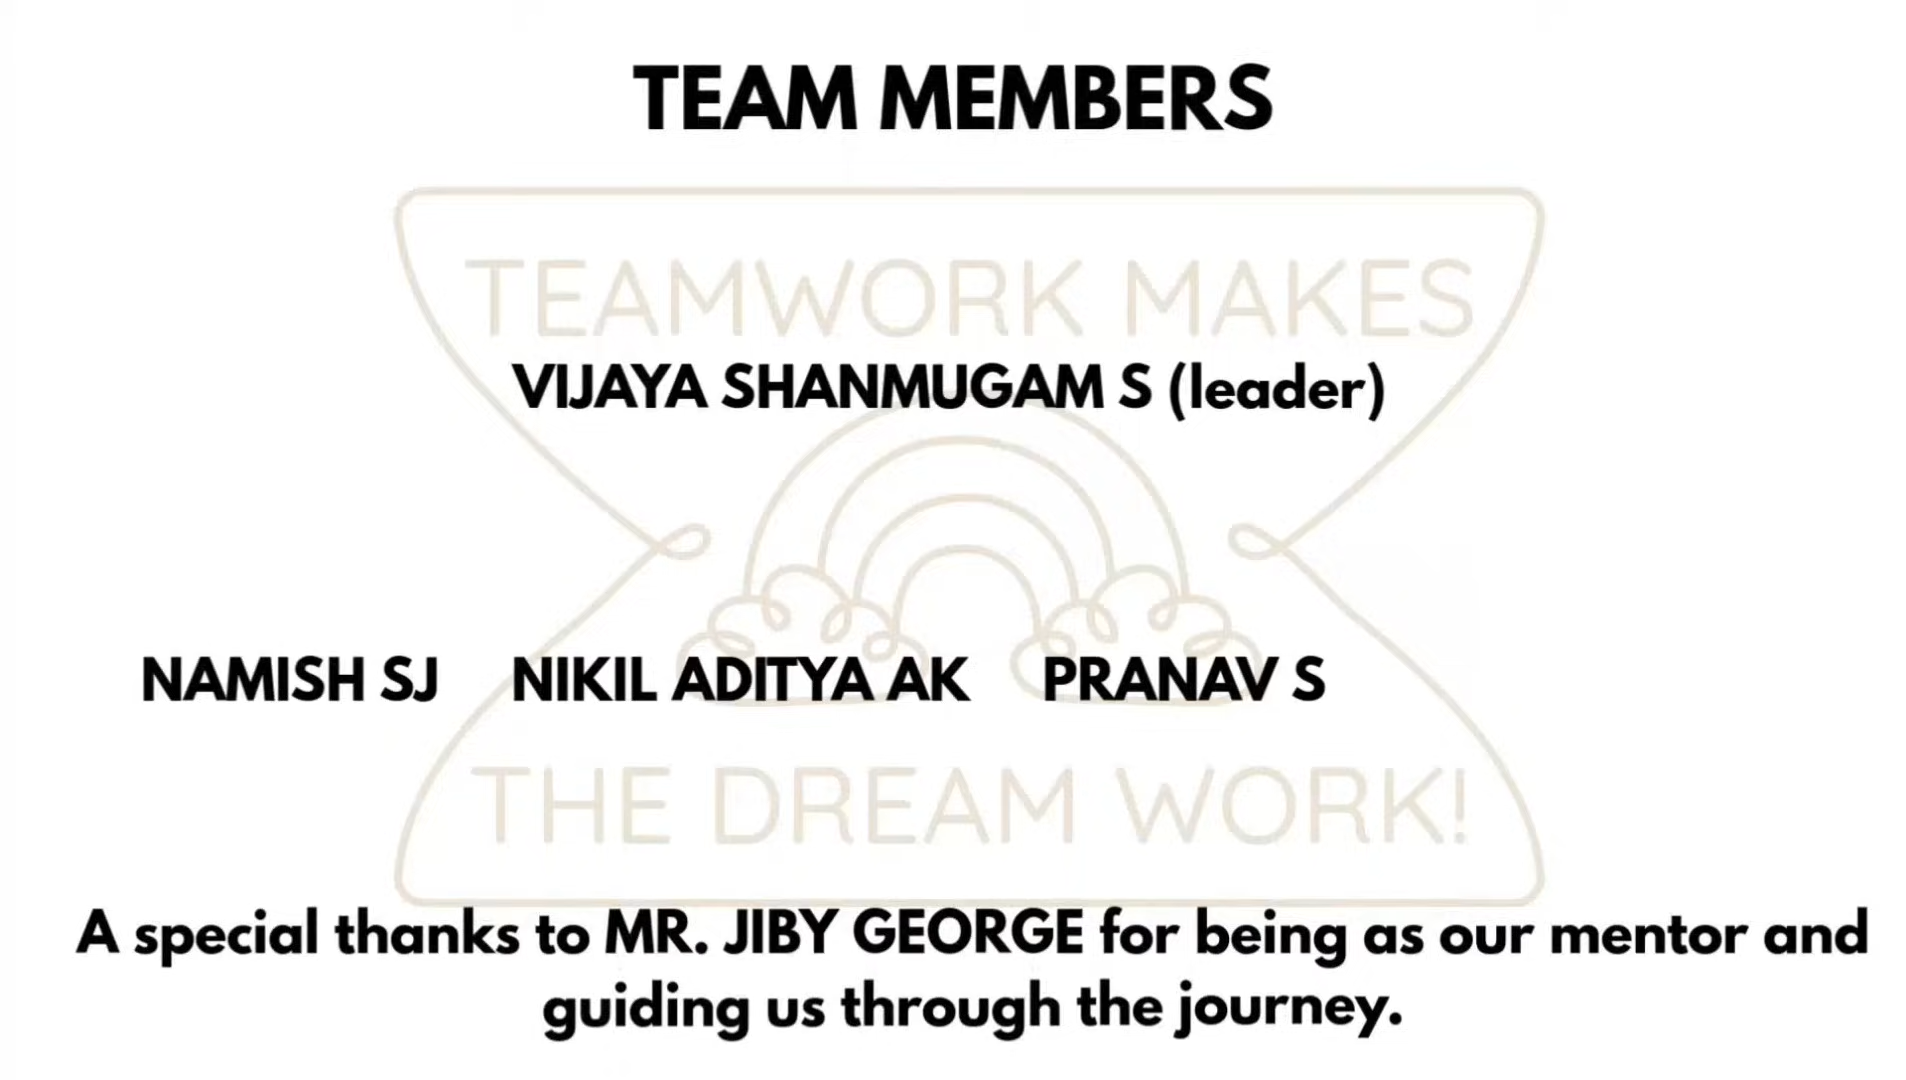 TEAM MEMBERS
TEAMWORK MAKES
VIJAYA SHANMUGAM S (leader)
NAMISH SJ NIKIL ADITYA AK PRANAV S
THE DREAM WORK!
A special thanks to MR. JIBY GEORGE for being as our mentor and
guiding us through the journey.